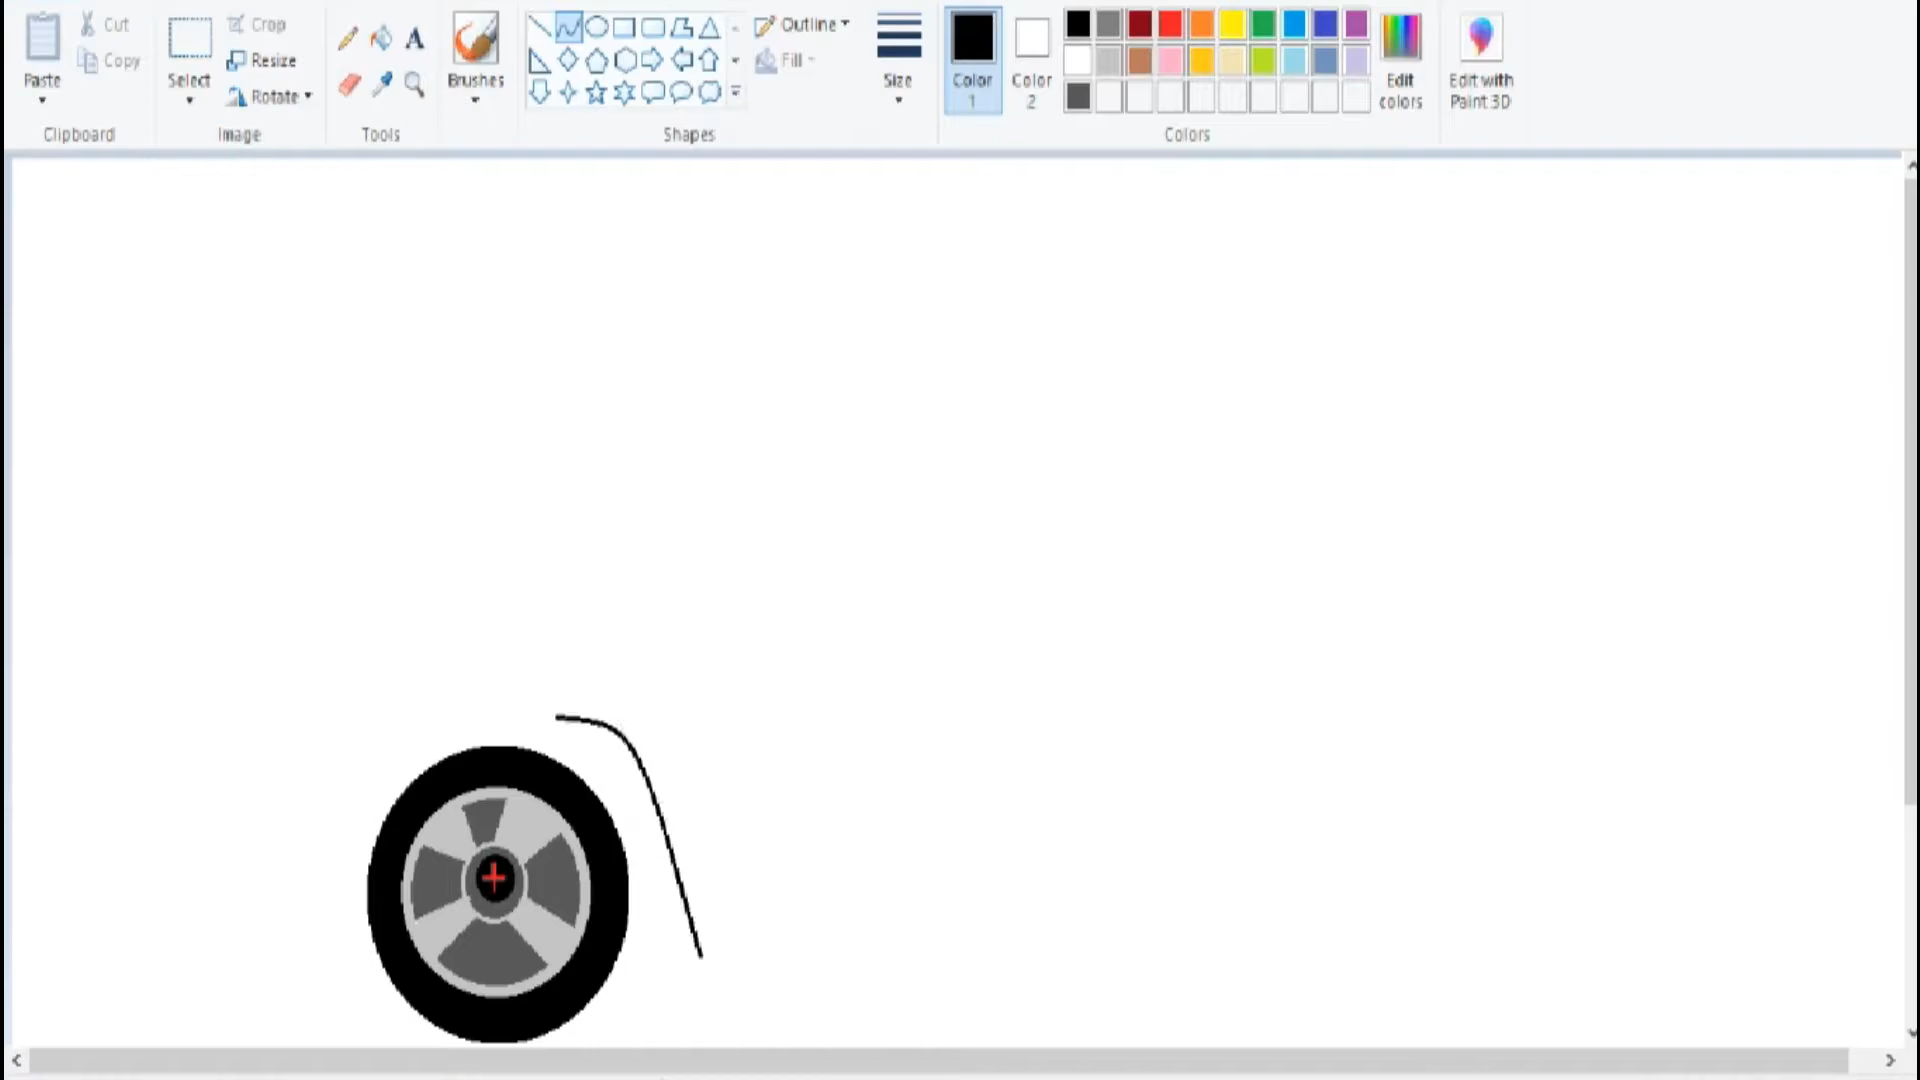 Paste
Cut
Copy
Clipboard
Select
Crop
Resize
Rotate
Image
A
Tools
Brushes
Shapes
Outline
Fill
Size
Color
1
Color
2
Colors
Edit
colors
Edit with
Paint 3D